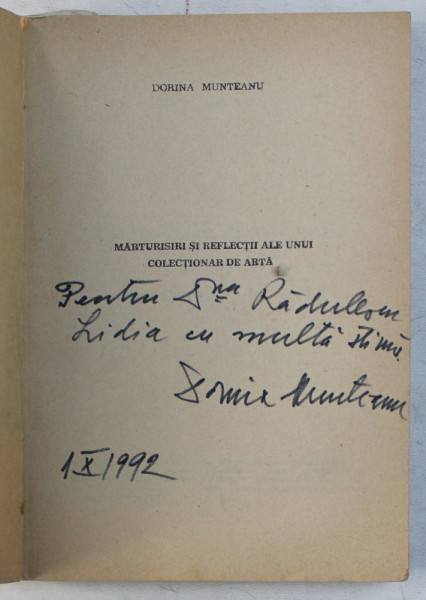 DORINA MUNTEANU
MĂRTURISIRI ȘI REFLECȚII ALE UNUI
COLECȚIONAR DE ARTĂ
Pentru Dna Rădulescu
Lidia cu multă stimă.
Dorina Munteanu
1 X 1992